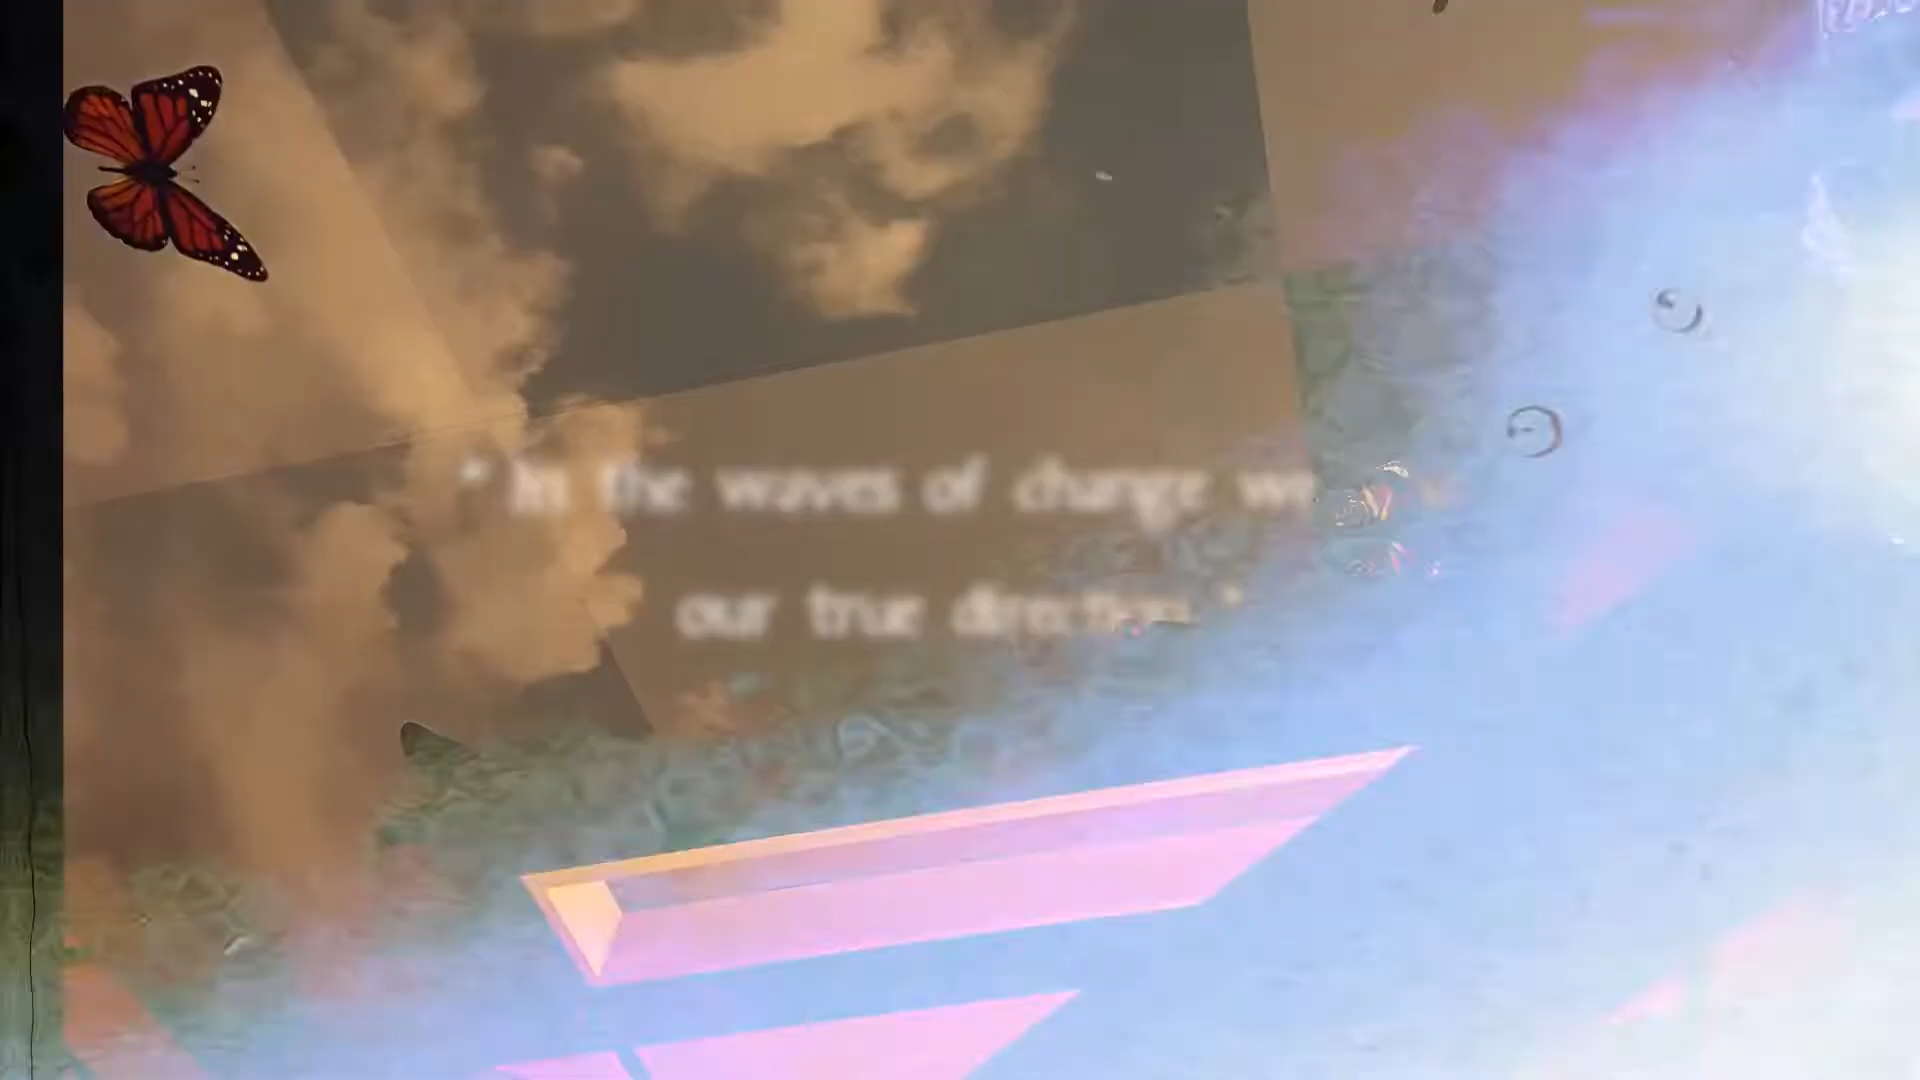 " In the waves of change we
our true direction "